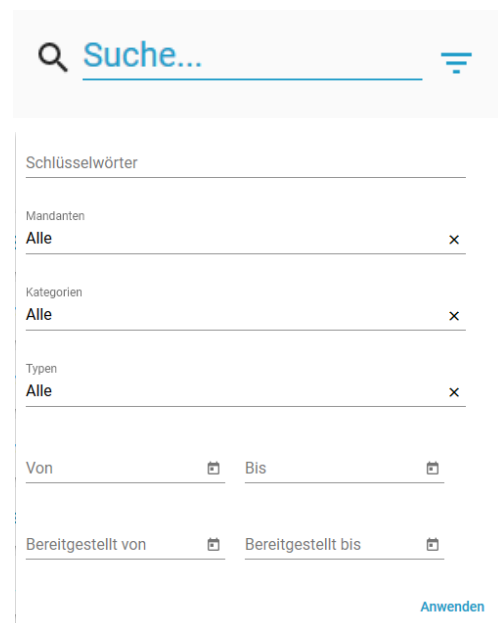 Suche...
Schlüsselwörter
Mandanten
Alle
Kategorien
Alle
Typen
Alle
Von Bis
Bereitgestellt von Bereitgestellt bis
Anwenden